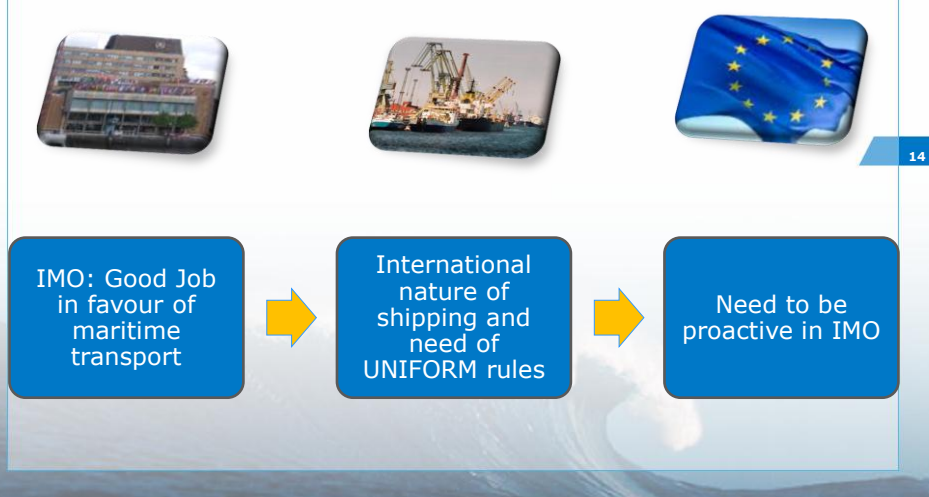 14
IMO: Good Job
in favour of
maritime
transport
International
nature of
shipping and
need of
UNIFORM rules
Need to be
proactive in IMO